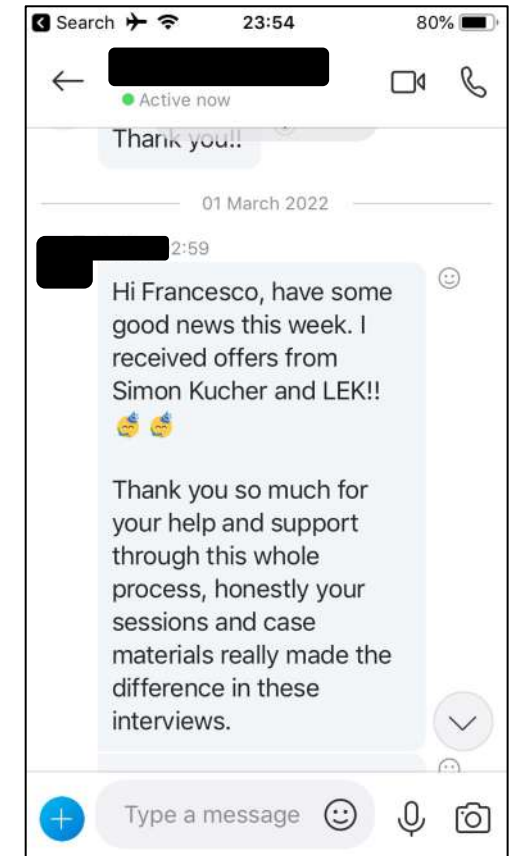 Search
23:54
80%
Active now
Thank you!!
01 March 2022
2:59
Hi Francesco, have some
good news this week. I
received offers from
Simon Kucher and LEK!!
🥳 🥳
Thank you so much for
your help and support
through this whole
process, honestly your
sessions and case
materials really made the
difference in these
interviews.
Type a message